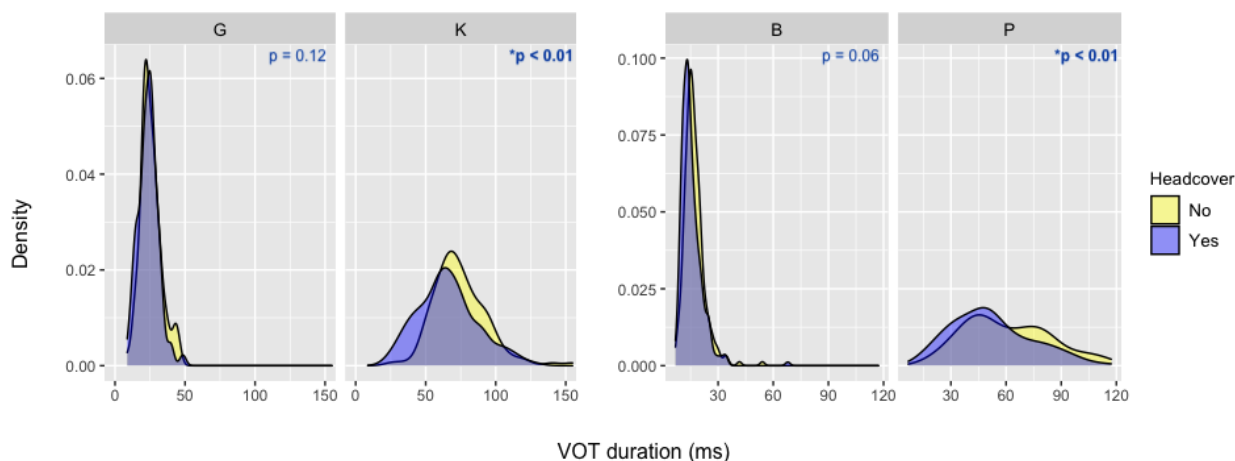 G K B P
p = 0.12 *p < 0.01 p = 0.06 *p < 0.01
Density
0.06
0.04
0.02
0.00
0.100
0.075
0.050
0.025
0.000
0 50 100 150 0 50 100 150 30 60 90 120 30 60 90 120
VOT duration (ms)
Headcover
No
Yes